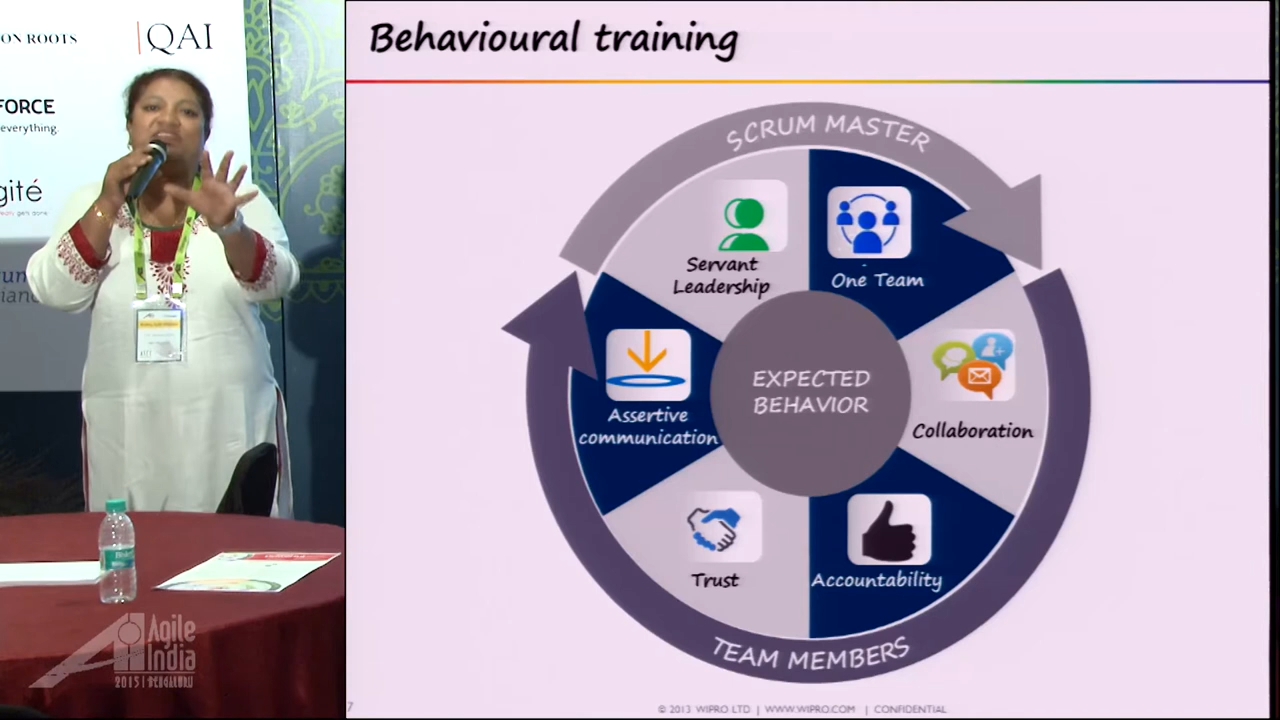 ON ROOTS
QAI
FORCE
everything.
gité
Behavioural training
SCRUM MASTER
Servant
Leadership
One Team
Assertive
communication
EXPECTED
BEHAVIOR
Collaboration
Trust
Accountability
TEAM MEMBERS
Agile
India
2015 | BENGALURU
7
© 2013 WIPRO LTD | WWW.WIPRO.COM | CONFIDENTIAL